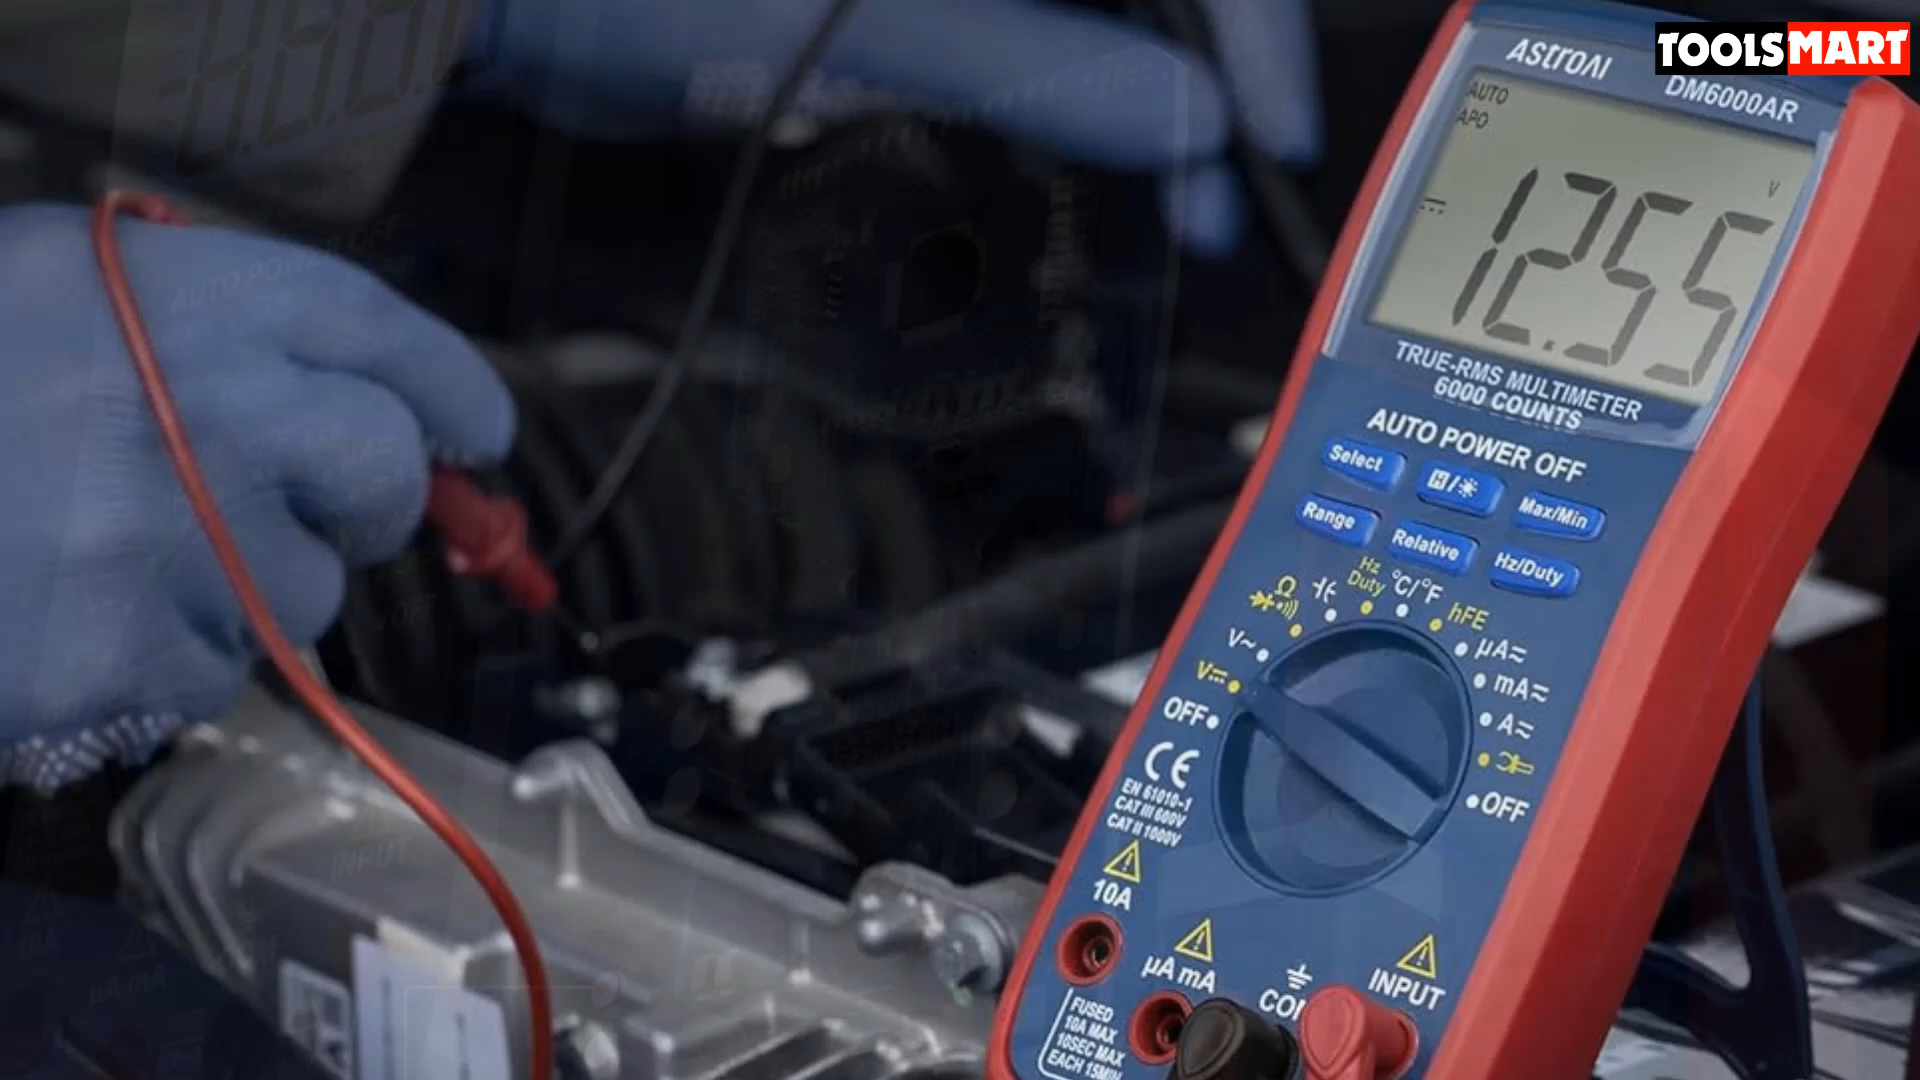 TOOLSMART
AstroAI
DM6000AR
AUTO
APO
V
12.55
TRUE-RMS MULTIMETER
6000 COUNTS
AUTO POWER OFF
Select
H/☀
Max/Min
Range
Relative
Hz/Duty
Hz
Duty
°C/°F
hFE
Ω
V~
V⎓
µA≂
mA≂
A≂
OFF
OFF
CE
EN 61010-1
CAT III 600V
CAT II 1000V
10A
µA mA
COM
INPUT
FUSED
10A MAX
10SEC MAX
EACH 15MIN